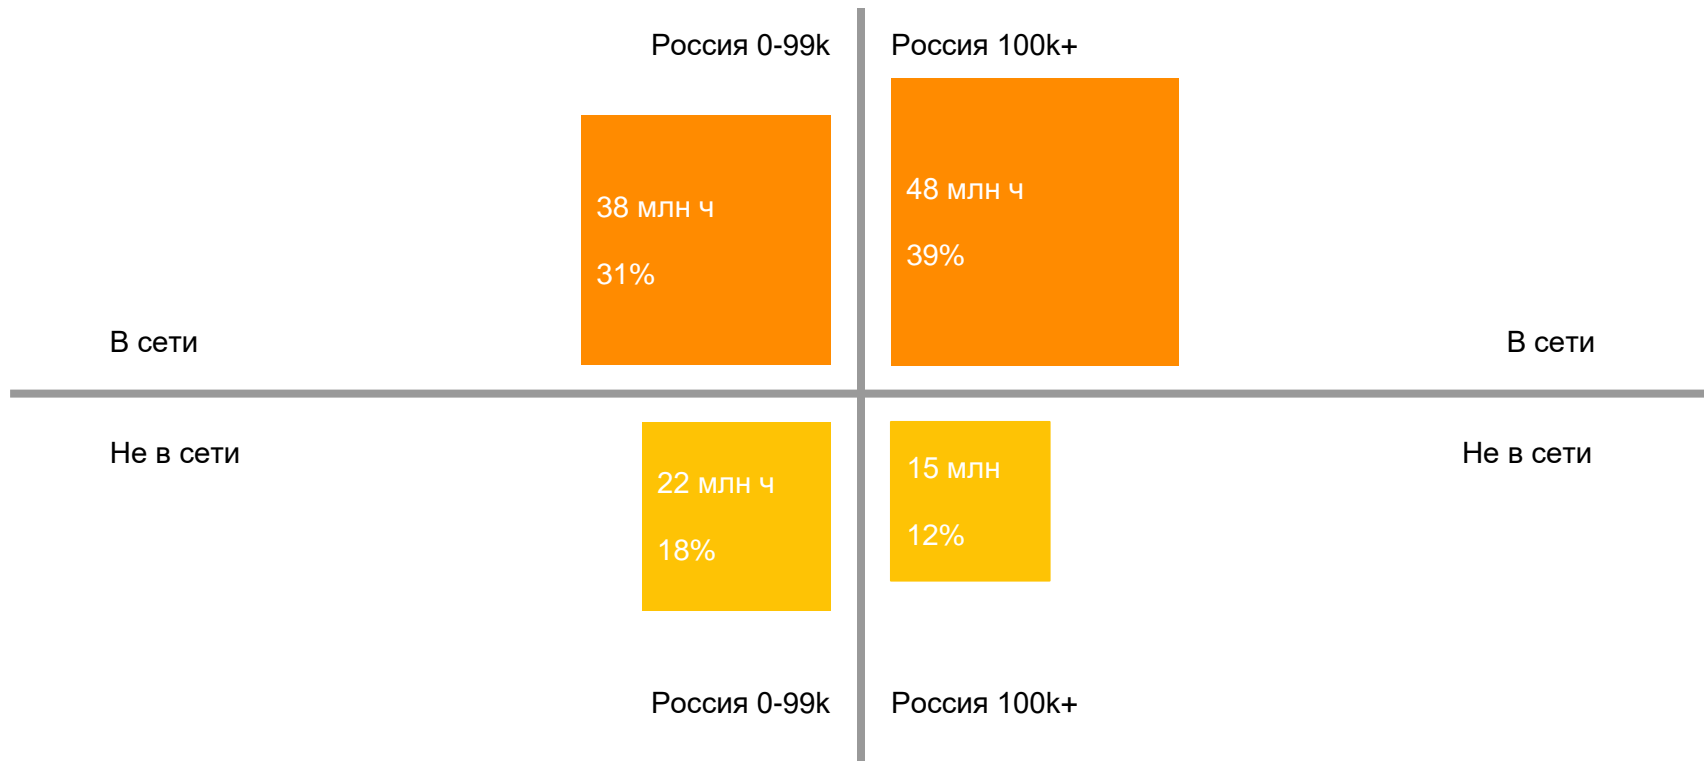 Россия 0-99k
Россия 100k+
38 млн ч
31%
48 млн ч
39%
В сети
В сети
Не в сети
Не в сети
22 млн ч
18%
15 млн
12%
Россия 0-99k
Россия 100k+